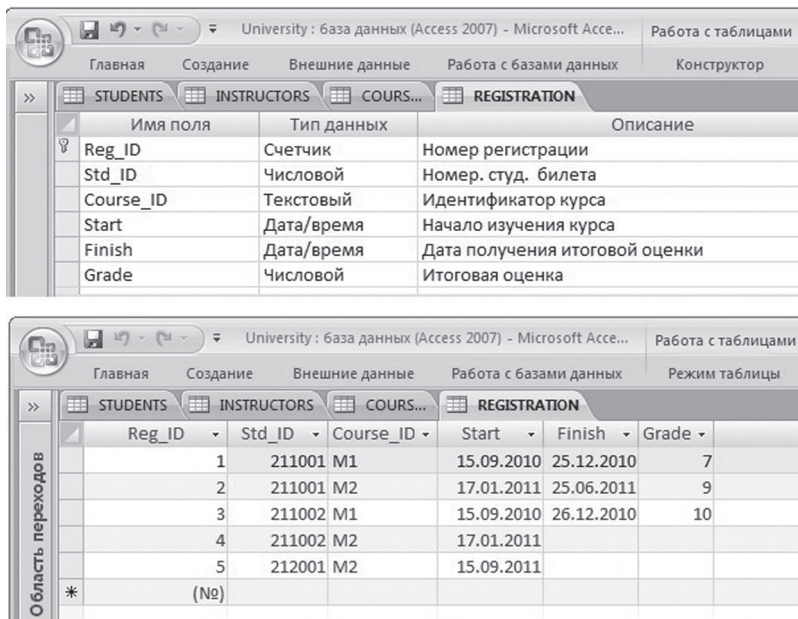 University : база данных (Access 2007) - Microsoft Acce... Работа с таблицами
Главная Создание Внешние данные Работа с базами данных Конструктор
» STUDENTS INSTRUCTORS COURS... REGISTRATION
Имя поля Тип данных Описание
Reg_ID Счетчик Номер регистрации
Std_ID Числовой Номер. студ. билета
Course_ID Текстовый Идентификатор курса
Start Дата/время Начало изучения курса
Finish Дата/время Дата получения итоговой оценки
Grade Числовой Итоговая оценка
University : база данных (Access 2007) - Microsoft Acce... Работа с таблицами
Главная Создание Внешние данные Работа с базами данных Режим таблицы
» STUDENTS INSTRUCTORS COURS... REGISTRATION
Reg_ID Std_ID Course_ID Start Finish Grade
1 211001 M1 15.09.2010 25.12.2010 7
2 211001 M2 17.01.2011 25.06.2011 9
3 211002 M1 15.09.2010 26.12.2010 10
4 211002 M2 17.01.2011
5 212001 M2 15.09.2011
* (№)
Область переходов